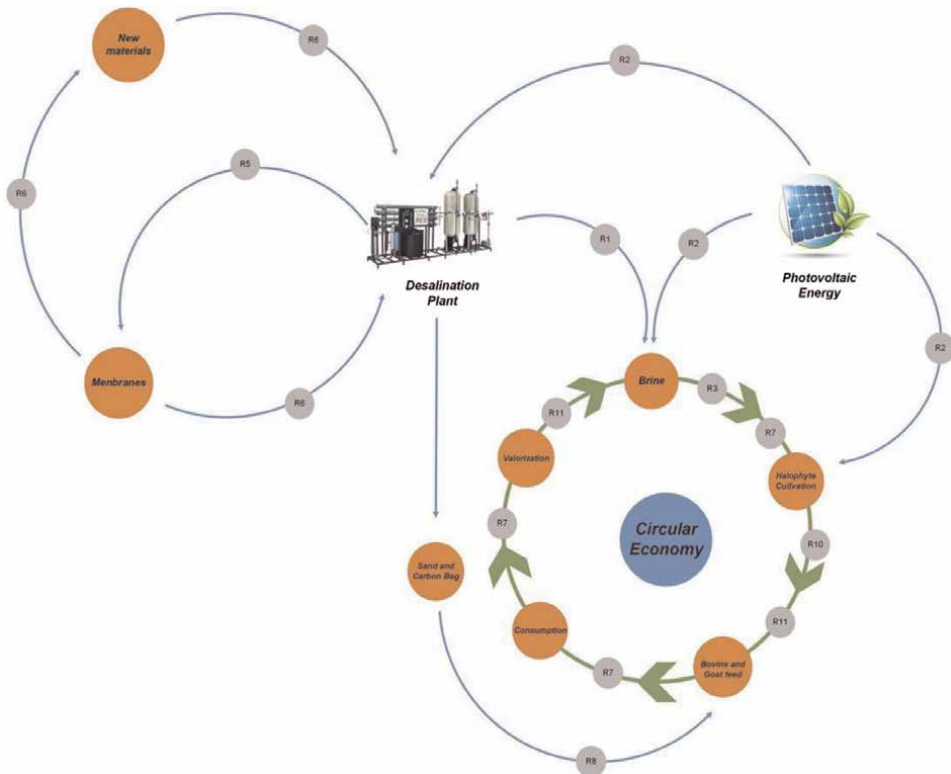 New
materials
R6
R2
R5
R6
R1
R2
Desalination
Plant
Photovoltaic
Energy
R2
Menbranes
R6
Brine
R3
R11
R7
Valorization
Halophyte
Cutivation
R7
Circular
Economy
R10
Sand and
Carbon Bag
Consumption
R11
R7
Bovine and
Goat feed
R8